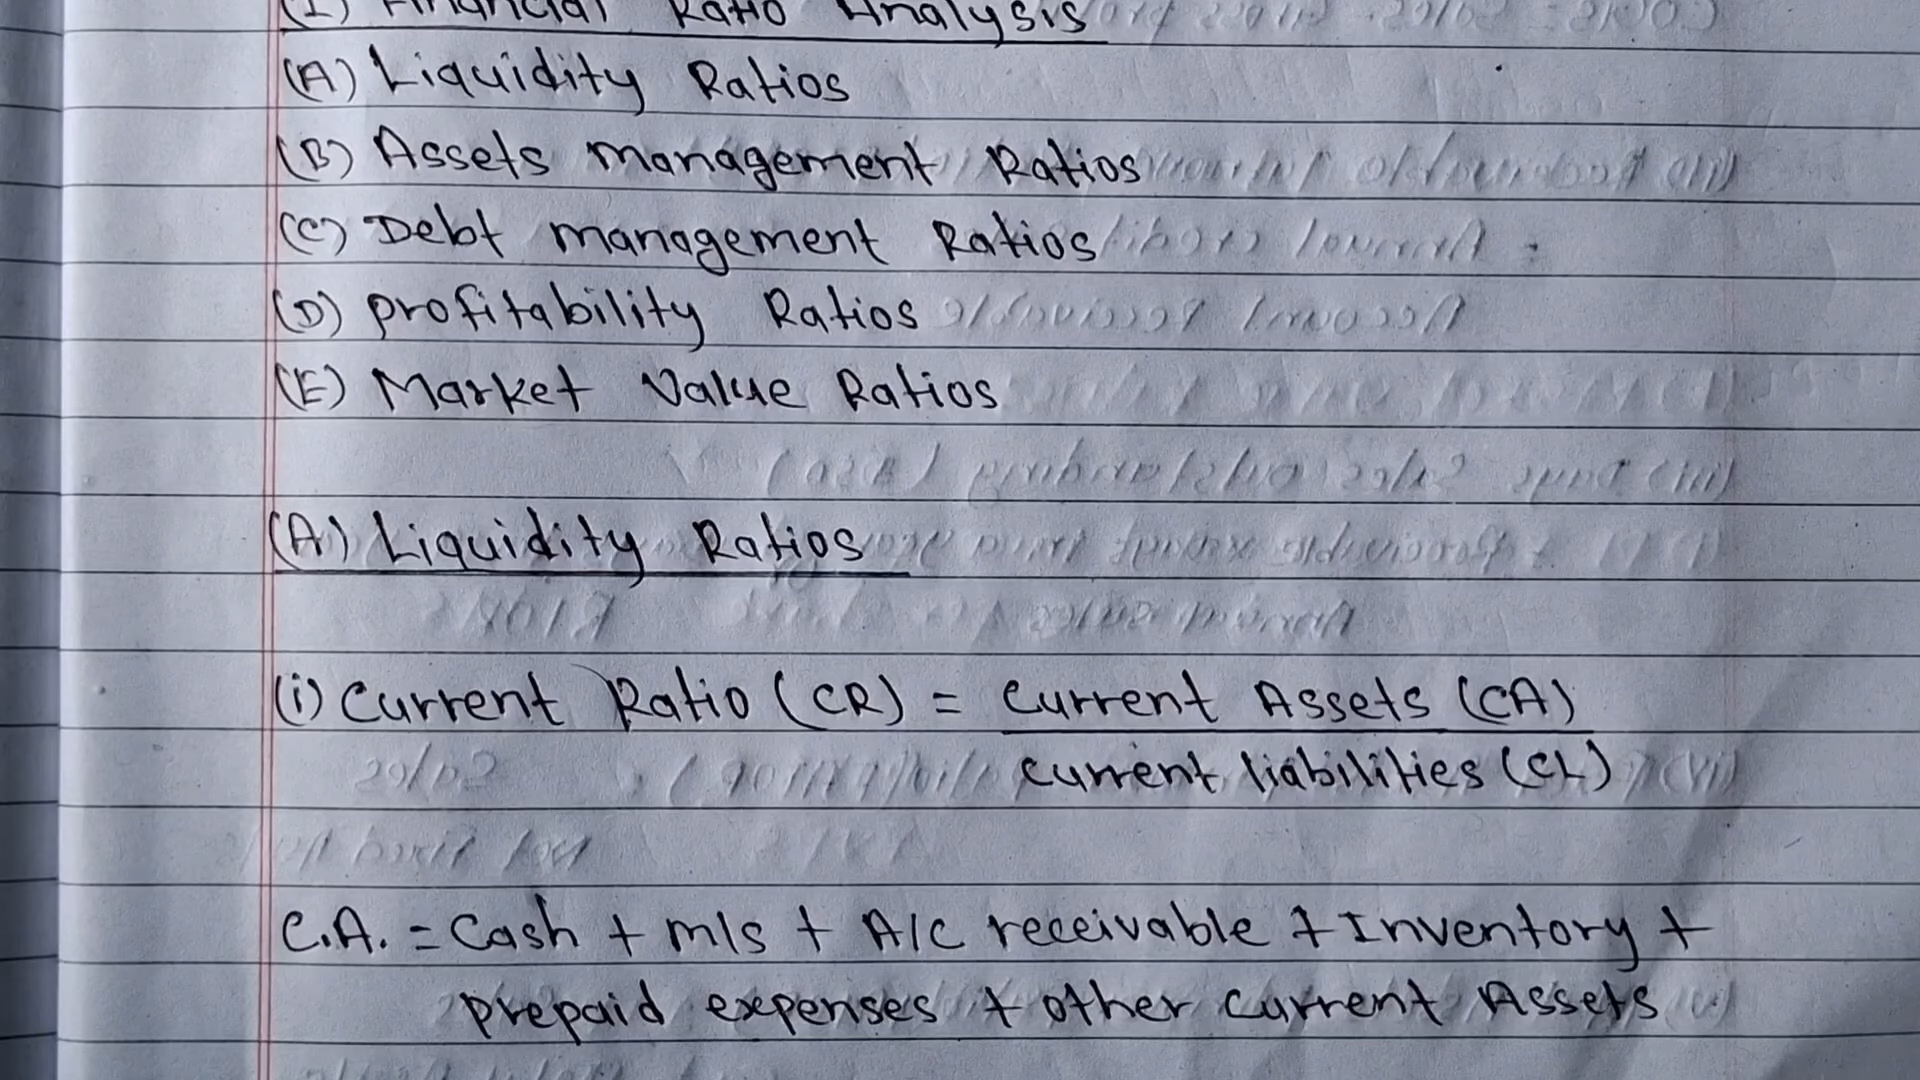 (I) Financial Ratio Analysis
(A) Liquidity Ratios
(B) Assets management Ratios
(C) Debt management Ratios
(D) profitability Ratios
(E) Market Value Ratios
(A) Liquidity Ratios
(i) Current Ratio (CR) = Current Assets (CA)
current liabilities (CL)
C.A. = Cash + m/s + A/C receivable + Inventory +
prepaid expenses + other current Assets